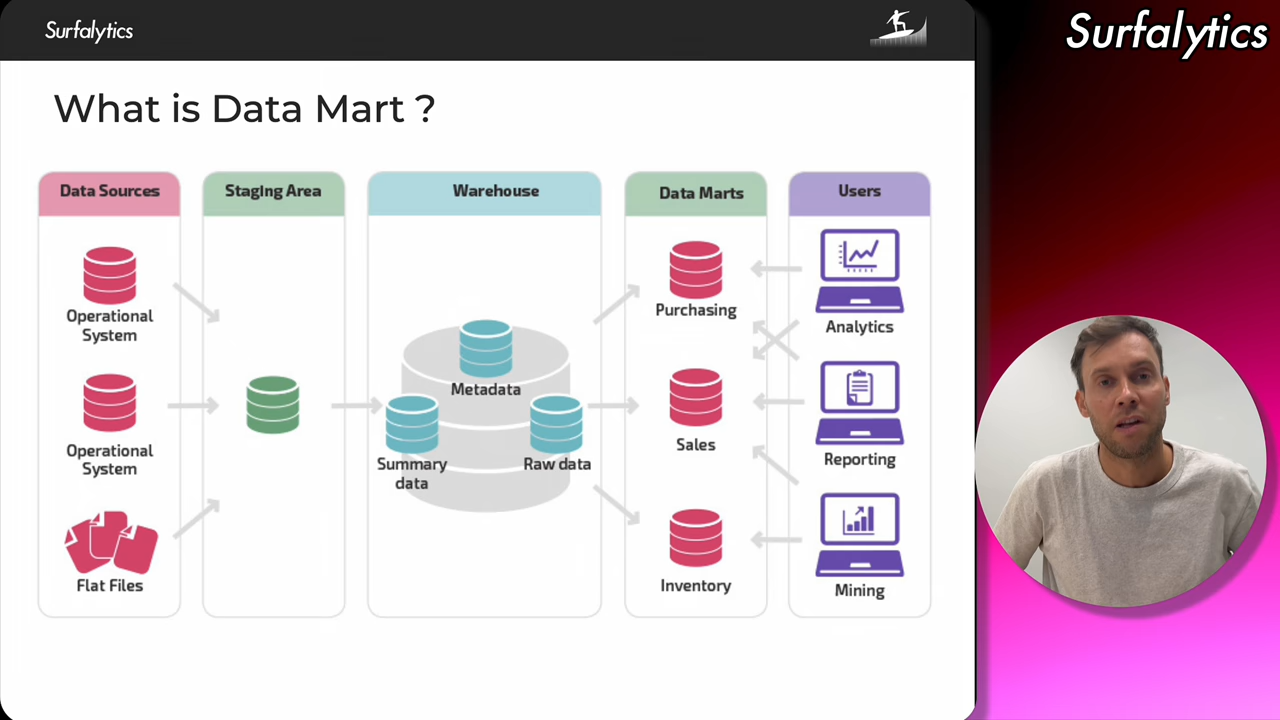 Surfalytics
Surfalytics
What is Data Mart ?
Data Sources
Staging Area
Warehouse
Data Marts
Users
Operational
System
Operational
System
Flat Files
Metadata
Summary
data
Raw data
Purchasing
Sales
Inventory
Analytics
Reporting
Mining